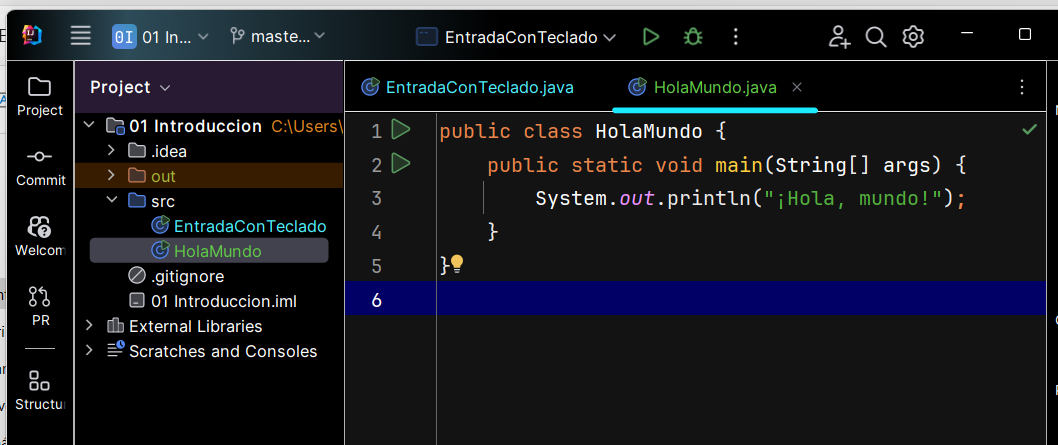 01 In...
maste...
EntradaConTeclado
Project
Commit
Welcom
PR
Structu
Project
01 Introduccion C:\Users\
.idea
out
src
EntradaConTeclado
HolaMundo
.gitignore
01 Introduccion.iml
External Libraries
Scratches and Consoles
EntradaConTeclado.java
HolaMundo.java
1 public class HolaMundo {
2 public static void main(String[] args) {
3 System.out.println("¡Hola, mundo!");
4 }
5 }
6